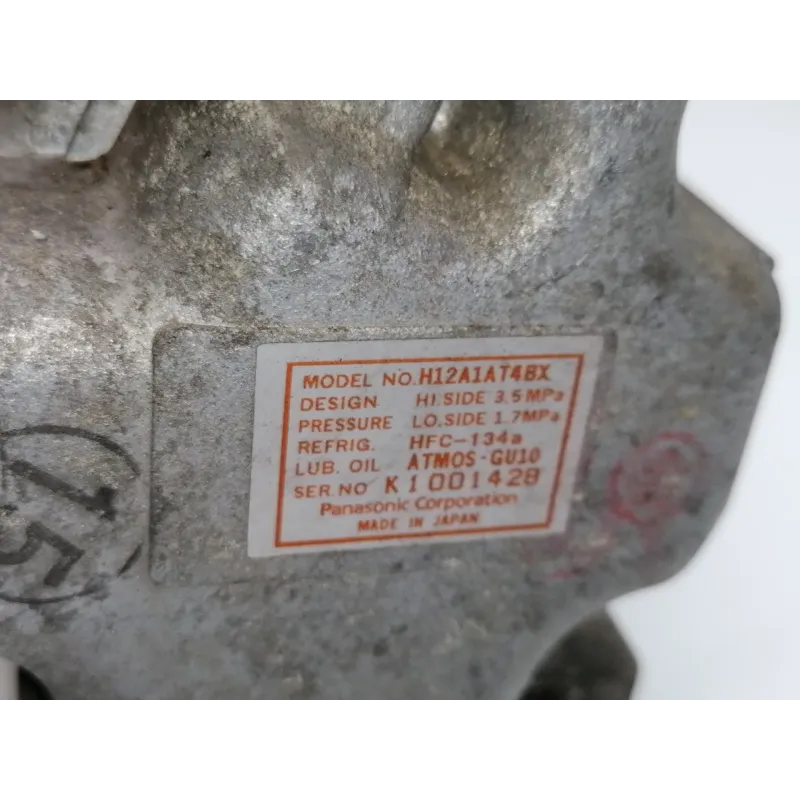 MODEL NO. H12A1AT4BX
DESIGN HI. SIDE 3.5MPa
PRESSURE LO. SIDE 1.7MPa
REFRIG. HFC-134a
LUB. OIL ATMOS-GU10
SER. NO K1001428
Panasonic Corporation
MADE IN JAPAN
15